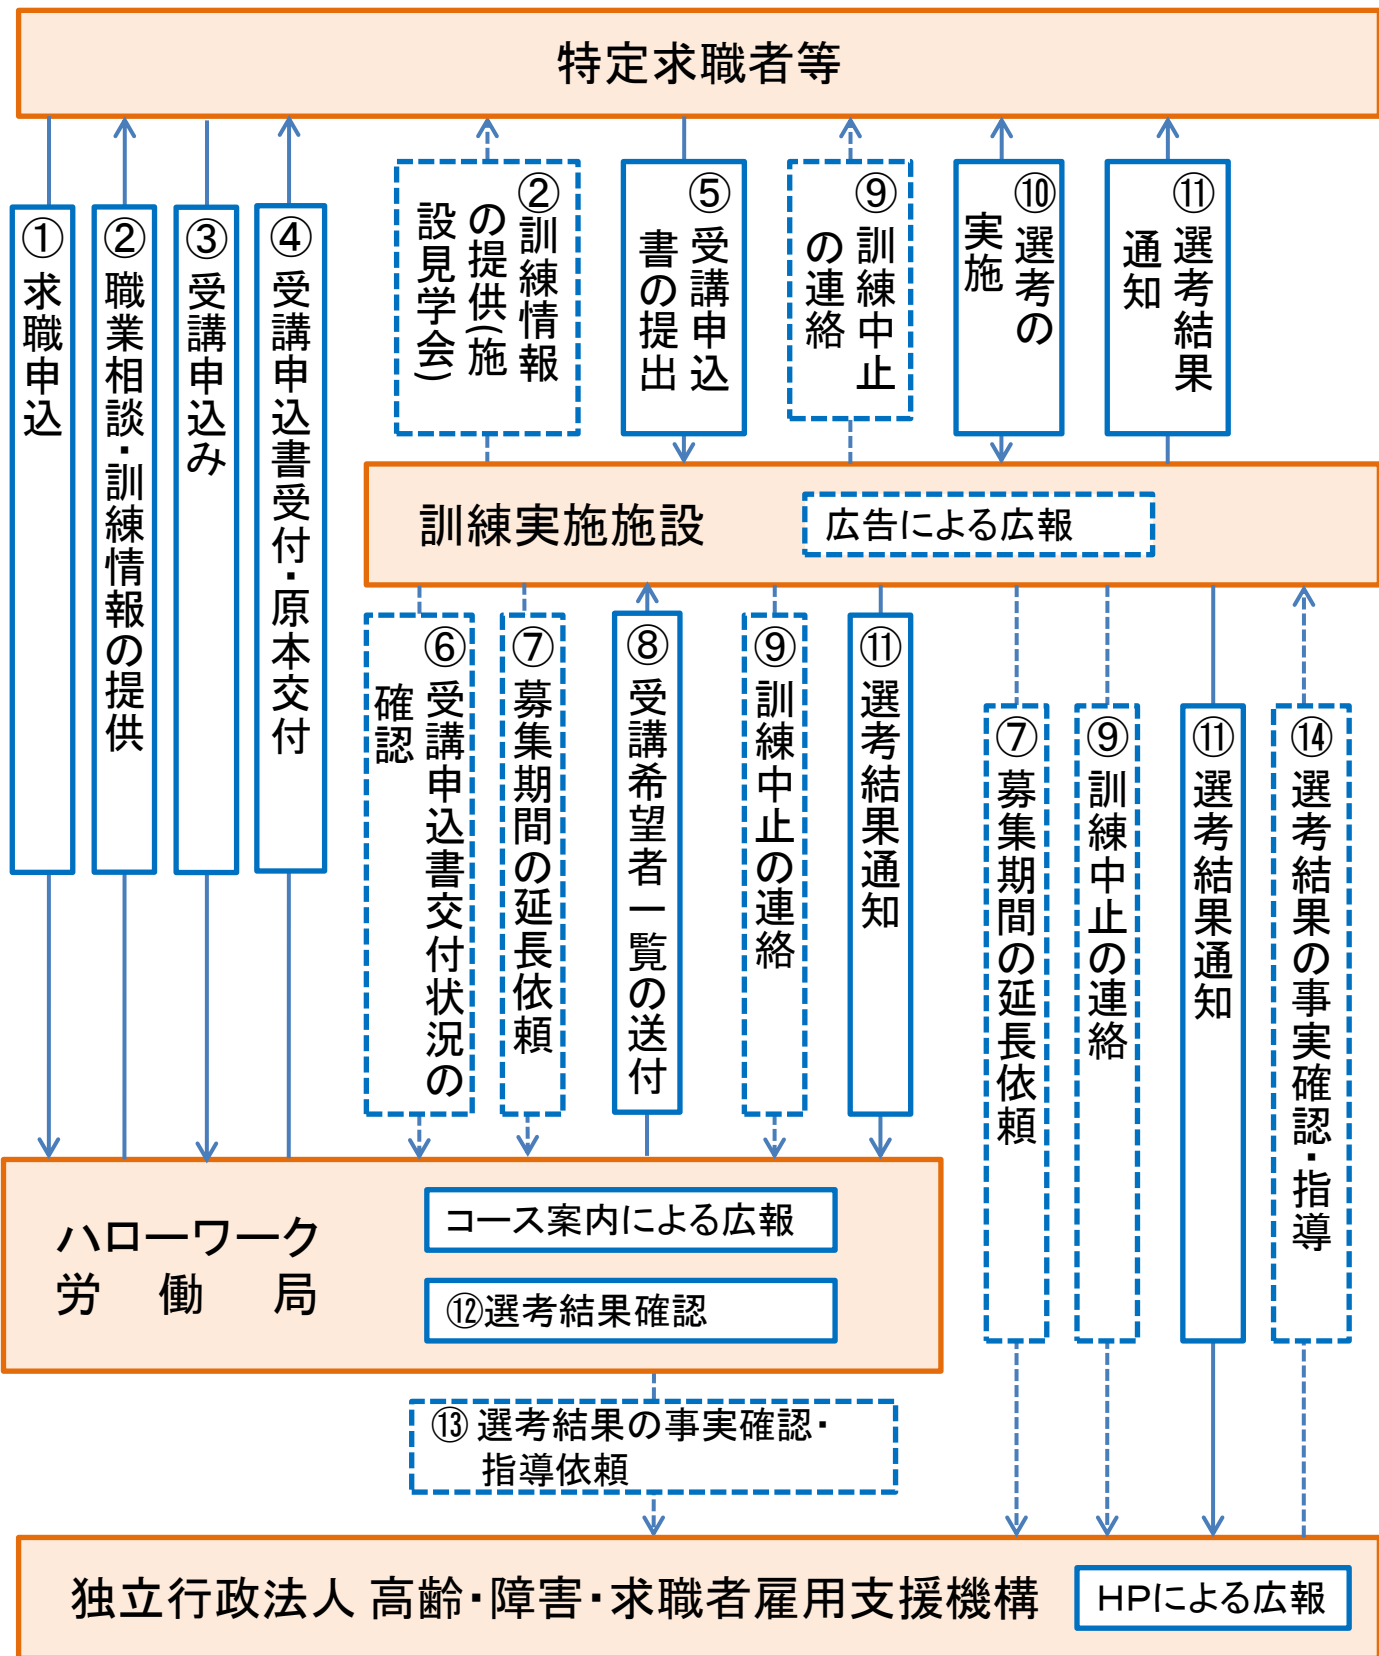 特定求職者等
①求職申込
②職業相談・訓練情報の提供
③受講申込み
④受講申込書受付・原本交付
②訓練情報
の提供(施
設見学会)
⑤受講申込
書の提出
⑨訓練中止
の連絡
⑩選考の
実施
⑪選考結果
通知
訓練実施施設
広告による広報
⑥受講申込書交付状況の
確認
⑦募集期間の延長依頼
⑧受講希望者一覧の送付
⑨訓練中止の連絡
⑪選考結果通知
⑦募集期間の延長依頼
⑨訓練中止の連絡
⑪選考結果通知
⑭選考結果の事実確認・指導
ハローワーク
労働局
コース案内による広報
⑫選考結果確認
⑬選考結果の事実確認・
指導依頼
独立行政法人 高齢・障害・求職者雇用支援機構
HPによる広報